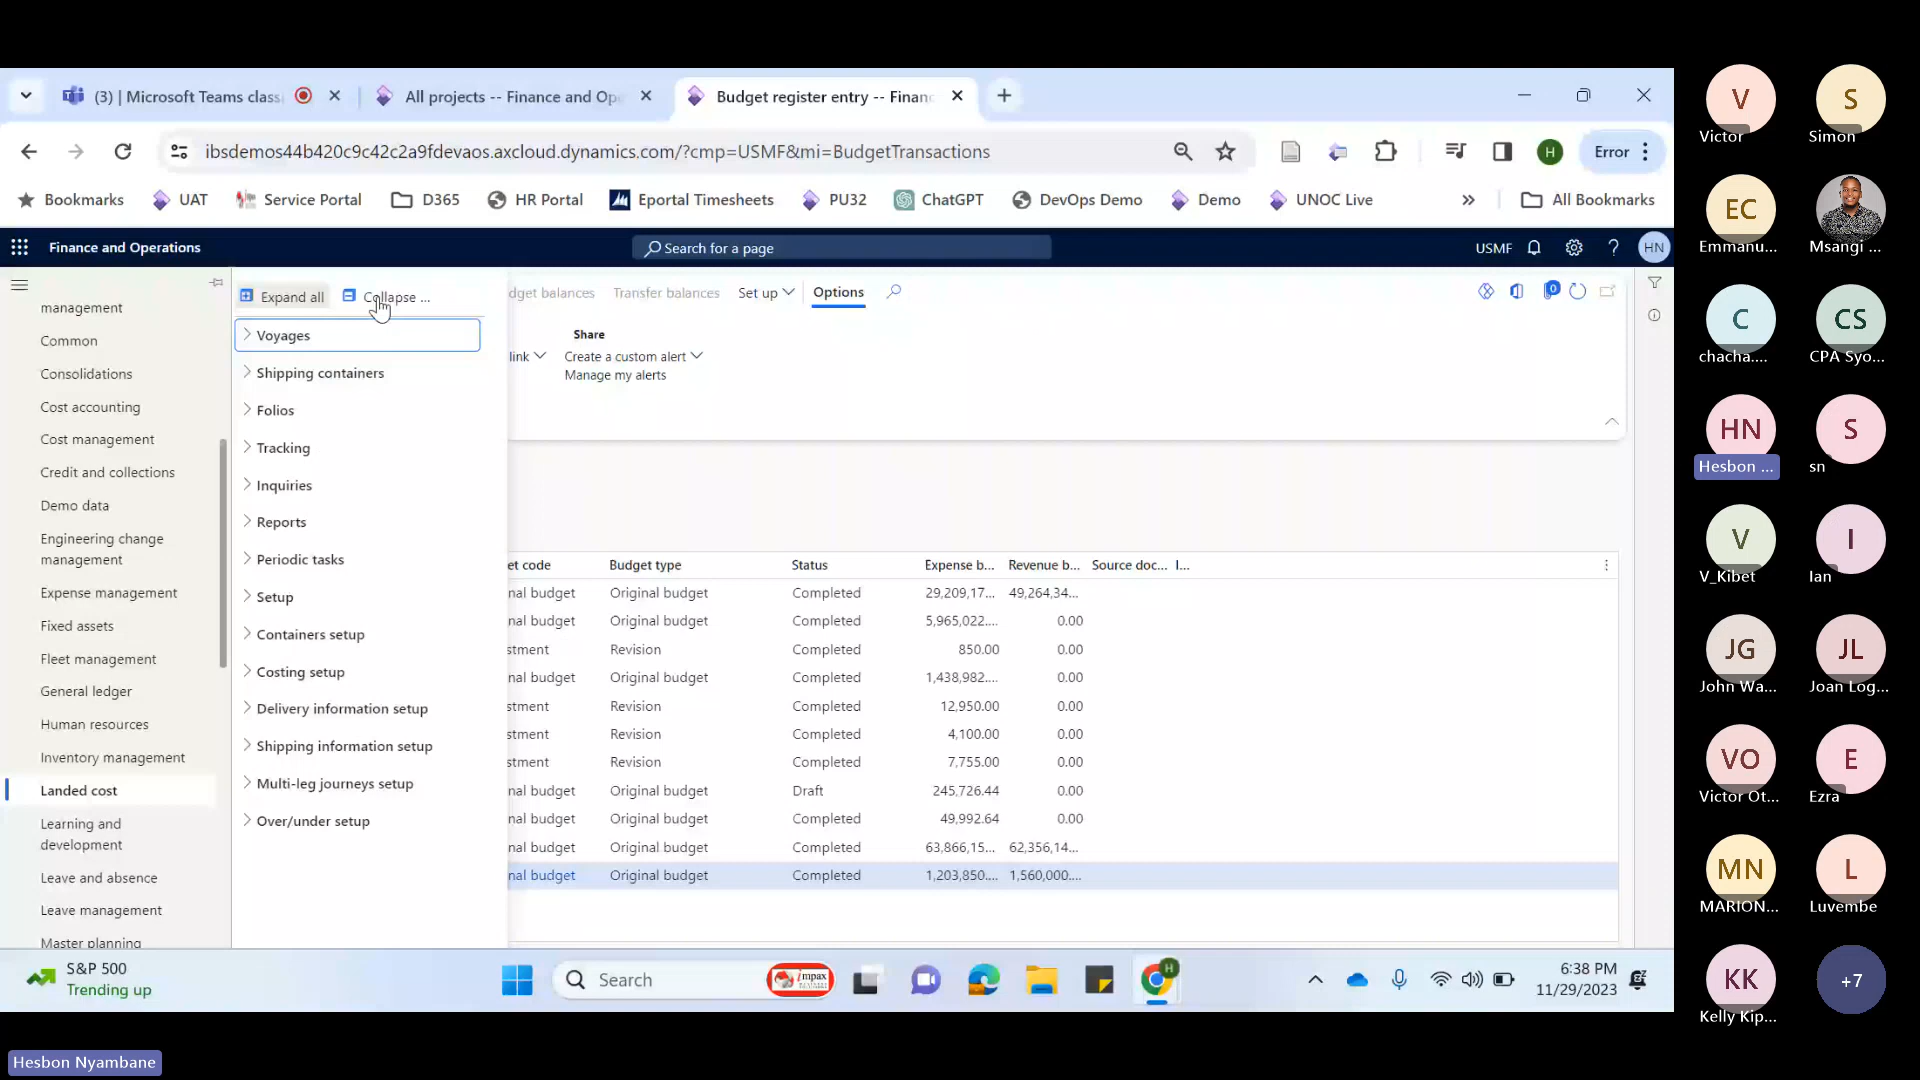 (3) | Microsoft Teams class
All projects -- Finance and Ope
Budget register entry -- Financ
ibsdemos44b420c9c42c2a9fdevaos.axcloud.dynamics.com/?cmp=USMF&mi=BudgetTransactions
H
Error
Bookmarks
UAT
Service Portal
D365
HR Portal
Eportal Timesheets
PU32
ChatGPT
DevOps Demo
Demo
UNOC Live
All Bookmarks
Finance and Operations
Search for a page
USMF
HN
management
Common
Consolidations
Cost accounting
Cost management
Credit and collections
Demo data
Engineering change
management
Expense management
Fixed assets
Fleet management
General ledger
Human resources
Inventory management
Landed cost
Learning and
development
Leave and absence
Leave management
Master planning
Expand all
Collapse ...
Voyages
Shipping containers
Folios
Tracking
Inquiries
Reports
Periodic tasks
Setup
Containers setup
Costing setup
Delivery information setup
Shipping information setup
Multi-leg journeys setup
Over/under setup
dget balances
Transfer balances
Set up
Options
0
Share
link
Create a custom alert
Manage my alerts
et code Budget type Status Expense b... Revenue b... Source doc... I...
nal budget Original budget Completed 29,209,17... 49,264,34...
nal budget Original budget Completed 5,965,022.... 0.00
stment Revision Completed 850.00 0.00
nal budget Original budget Completed 1,438,982.... 0.00
stment Revision Completed 12,950.00 0.00
stment Revision Completed 4,100.00 0.00
stment Revision Completed 7,755.00 0.00
nal budget Original budget Draft 245,726.44 0.00
nal budget Original budget Completed 49,992.64 0.00
nal budget Original budget Completed 63,866,15... 62,356,14...
nal budget Original budget Completed 1,203,850.... 1,560,000....
S&P 500
Trending up
Search
impax
H
6:38 PM
11/29/2023
V
Victor
S
Simon
EC
Emmanu...
Msangi ...
C
chacha....
CS
CPA Syo...
HN
Hesbon ...
S
sn
V
V_Kibet
I
Ian
JG
John Wa...
JL
Joan Log...
VO
Victor Ot...
E
Ezra
MN
MARION...
L
Luvembe
KK
Kelly Kip...
+7
Hesbon Nyambane